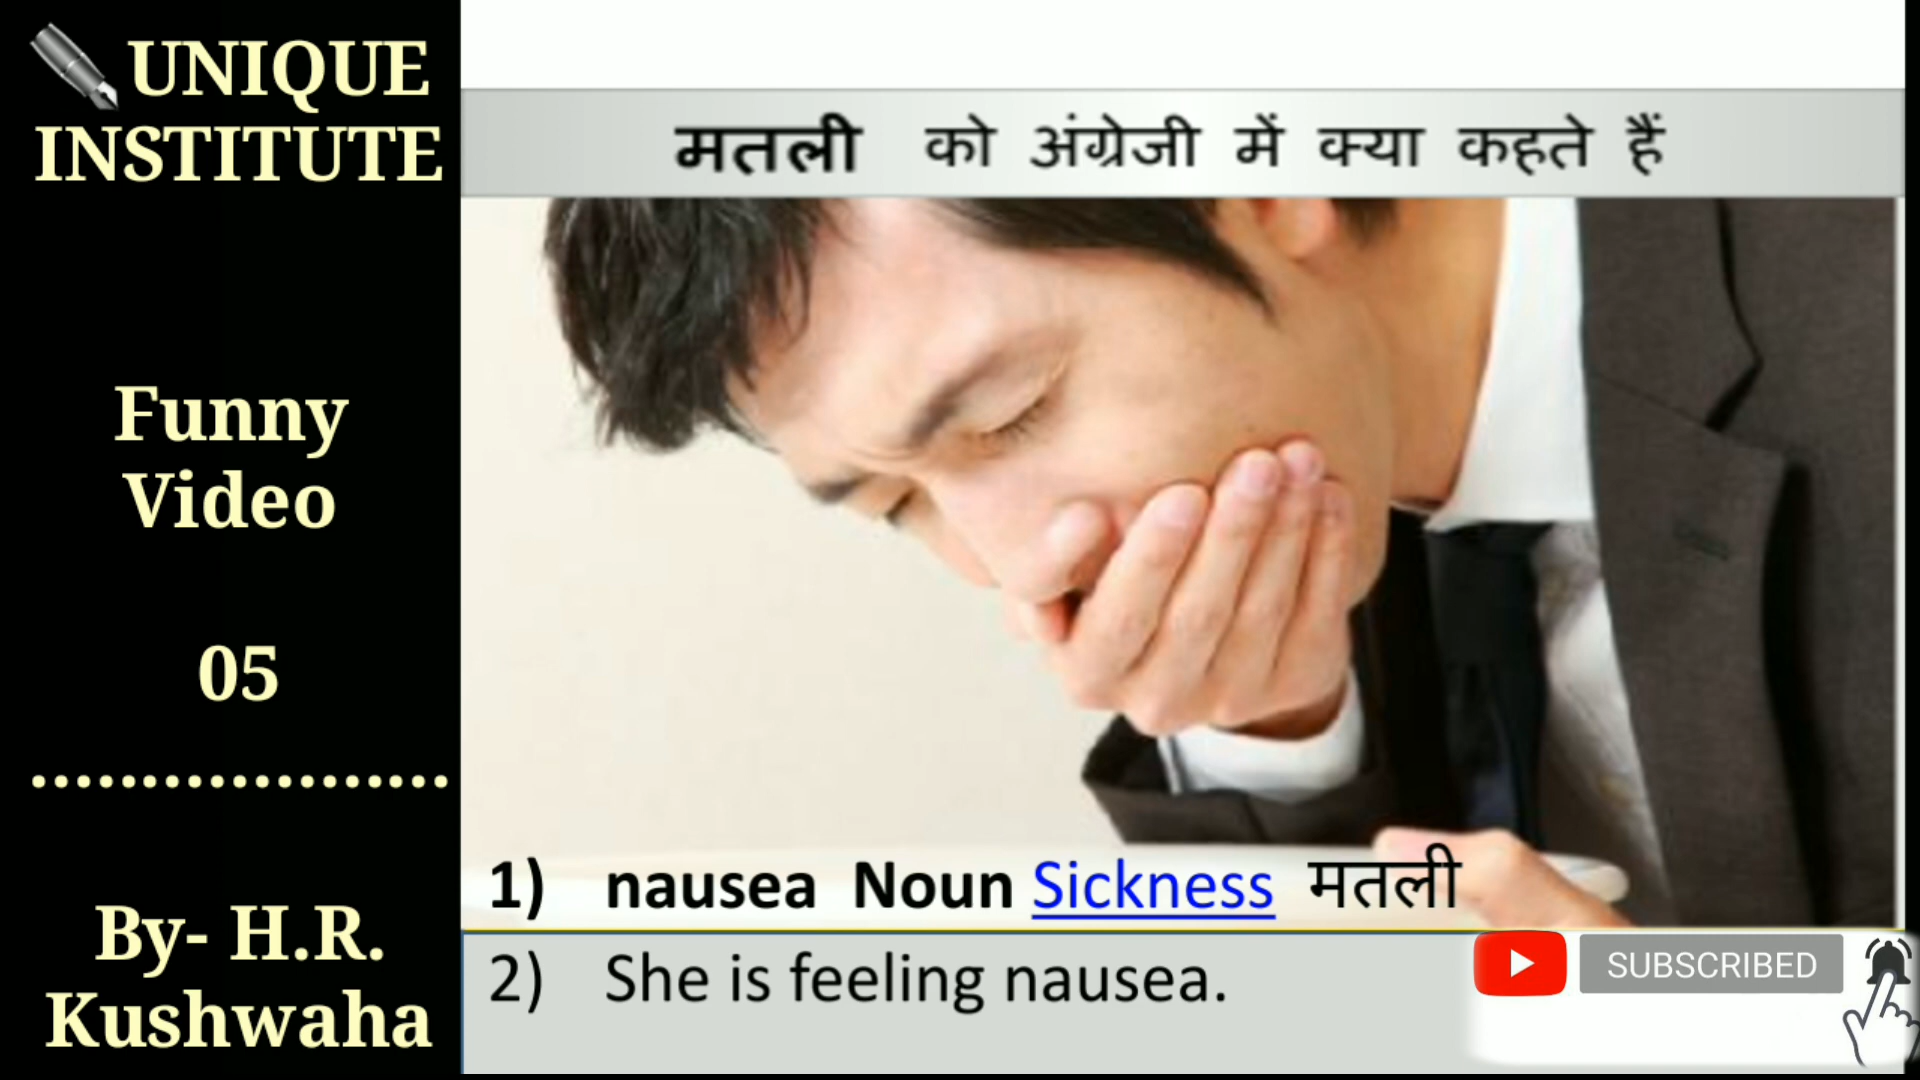 UNIQUE
INSTITUTE
Funny
Video
05
...................
By- H.R.
Kushwaha
मतली को अंग्रेजी में क्या कहते हैं
1) nausea Noun Sickness मतली
2) She is feeling nausea.
SUBSCRIBED